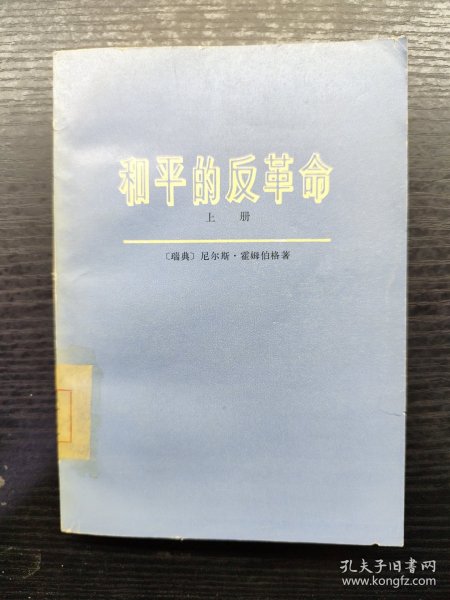 和平的反革命
上 册
〔瑞典〕尼尔斯·霍姆伯格著
孔夫子旧书网
www.kongfz.com